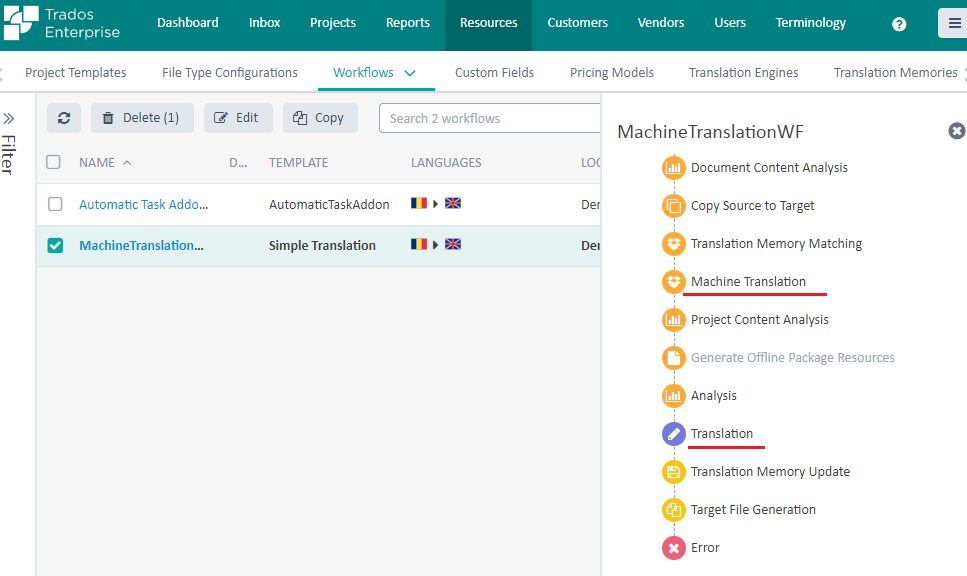 Trados
Enterprise
Dashboard Inbox Projects Reports Resources Customers Vendors Users Terminology
Project Templates File Type Configurations Workflows Custom Fields Pricing Models Translation Engines Translation Memories
Filter
Delete (1) Edit Copy Search 2 workflows
NAME D... TEMPLATE LANGUAGES LOC
Automatic Task Addo... AutomaticTaskAddon Der
MachineTranslation... Simple Translation Der
MachineTranslationWF
Document Content Analysis
Copy Source to Target
Translation Memory Matching
Machine Translation
Project Content Analysis
Generate Offline Package Resources
Analysis
Translation
Translation Memory Update
Target File Generation
Error